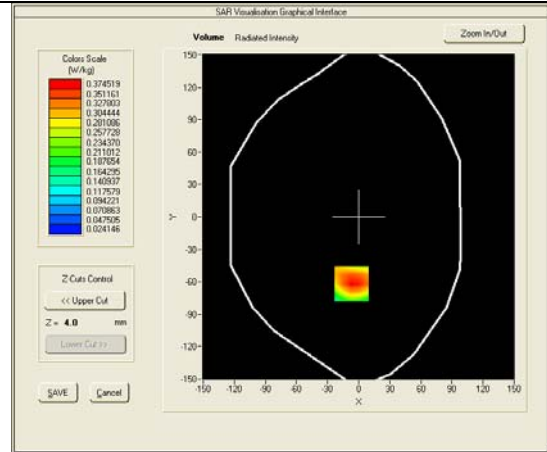 SAR Visualisation Graphical Interface
Volume Radiated Intensity
Zoom In/Out
Colors Scale
(W/kg)
0.374519
0.351161
0.327803
0.304444
0.281086
0.257728
0.234370
0.211012
0.187654
0.164295
0.140937
0.117579
0.094221
0.070863
0.047505
0.024146
150
120
90
60
30
0
-30
-60
-90
-120
-150
Y
-150 -120 -90 -60 -30 0 30 60 90 120 150
X
Z Cuts Control
<< Upper Cut
Z = 4.0 mm
Lower Cut >>
SAVE Cancel